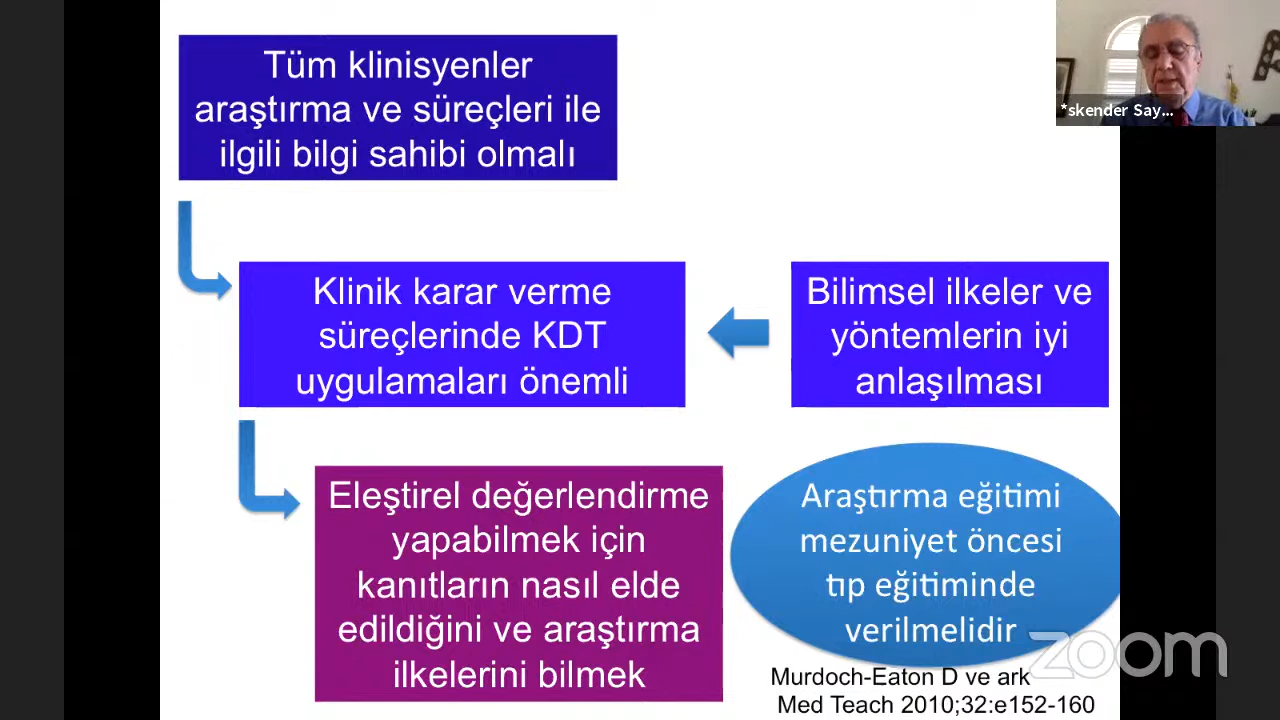 Tüm klinisyenler
araştırma ve süreçleri ile
ilgili bilgi sahibi olmalı
*skender Say...
Klinik karar verme
süreçlerinde KDT
uygulamaları önemli
Bilimsel ilkeler ve
yöntemlerin iyi
anlaşılması
Eleştirel değerlendirme
yapabilmek için
kanıtların nasıl elde
edildiğini ve araştırma
ilkelerini bilmek
Araştırma eğitimi
mezuniyet öncesi
tıp eğitiminde
verilmelidir
zoom
Murdoch-Eaton D ve ark
Med Teach 2010;32:e152-160